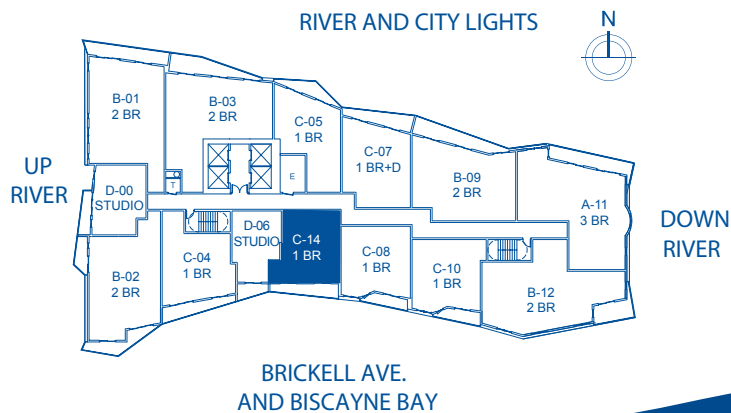 RIVER AND CITY LIGHTS
N
B-01
2 BR
B-03
2 BR
C-05
1 BR
C-07
1 BR+D
B-09
2 BR
A-11
3 BR
UP
RIVER
D-00
STUDIO
T
E
B-02
2 BR
C-04
1 BR
D-06
STUDIO
C-14
1 BR
C-08
1 BR
C-10
1 BR
B-12
2 BR
DOWN
RIVER
BRICKELL AVE.
AND BISCAYNE BAY